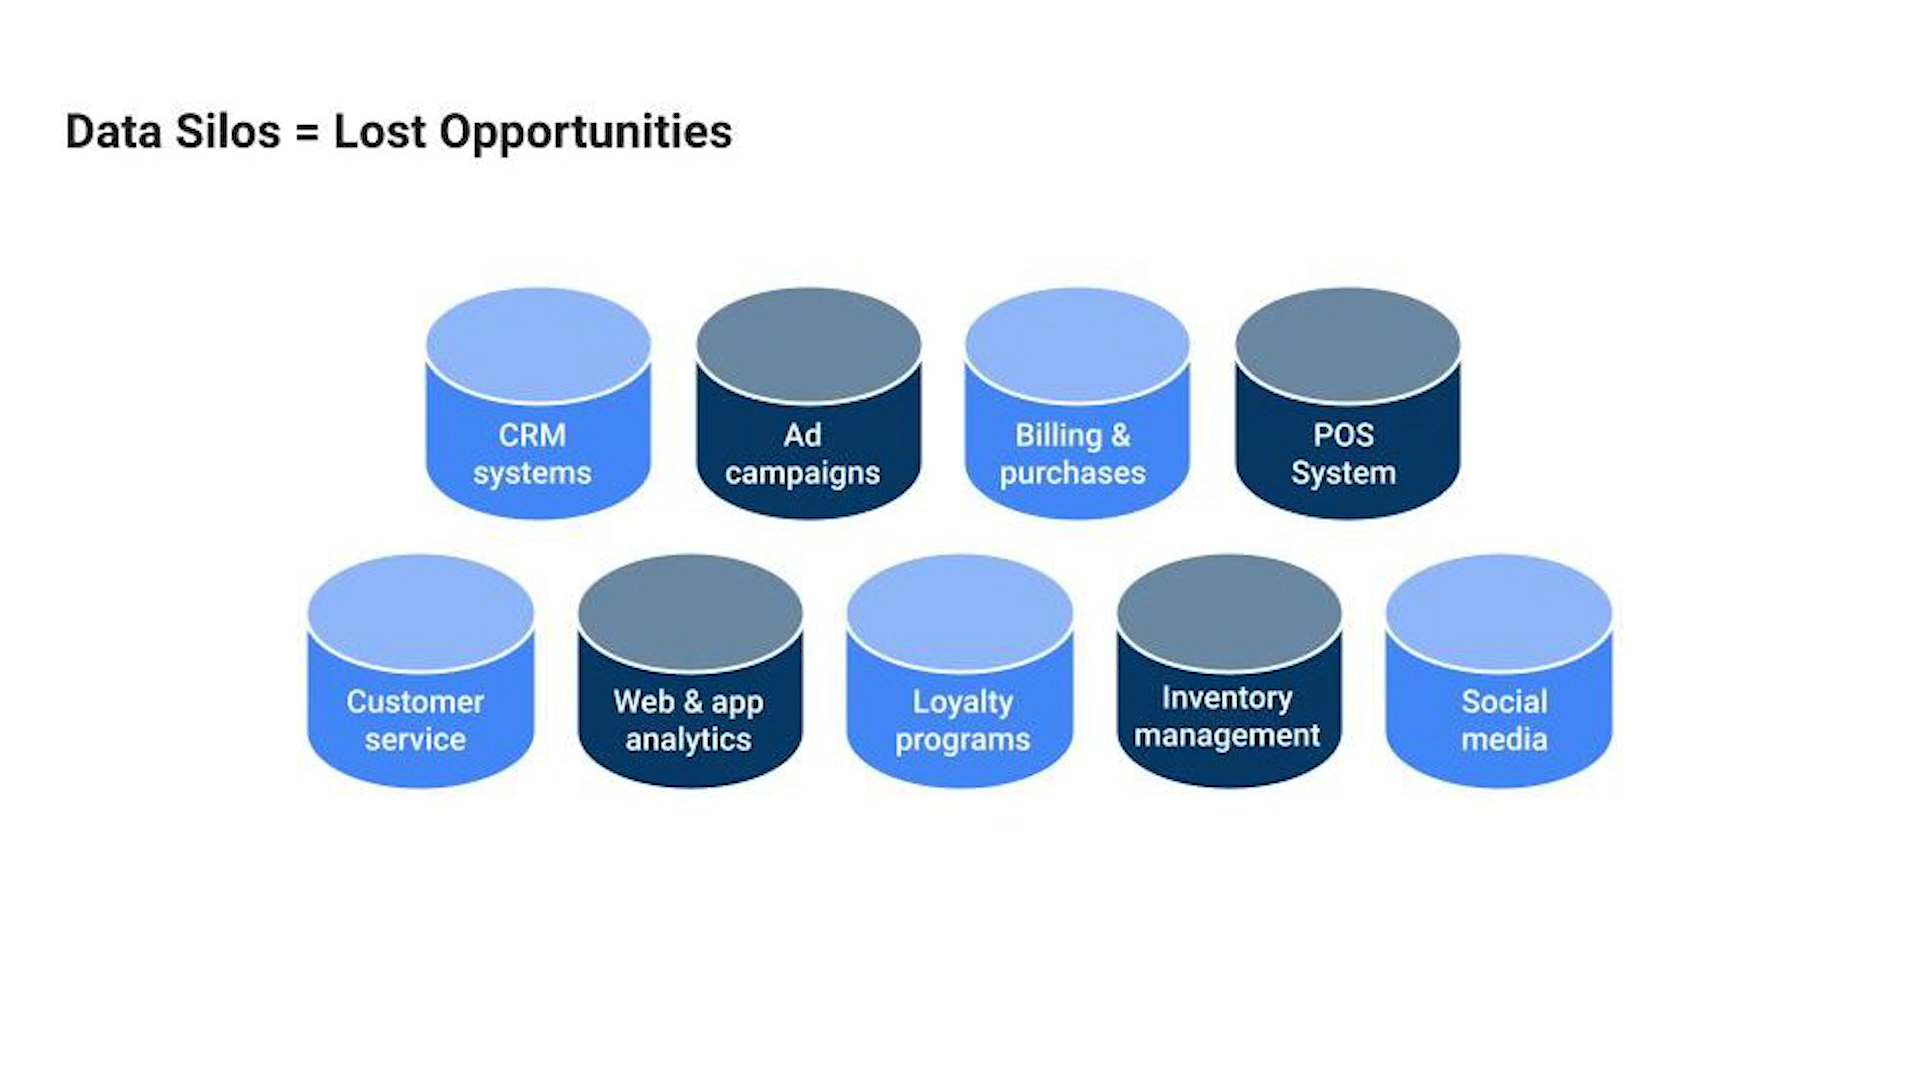 Data Silos = Lost Opportunities
CRM
systems
Ad
campaigns
Billing &
purchases
POS
System
Customer
service
Web & app
analytics
Loyalty
programs
Inventory
management
Social
media